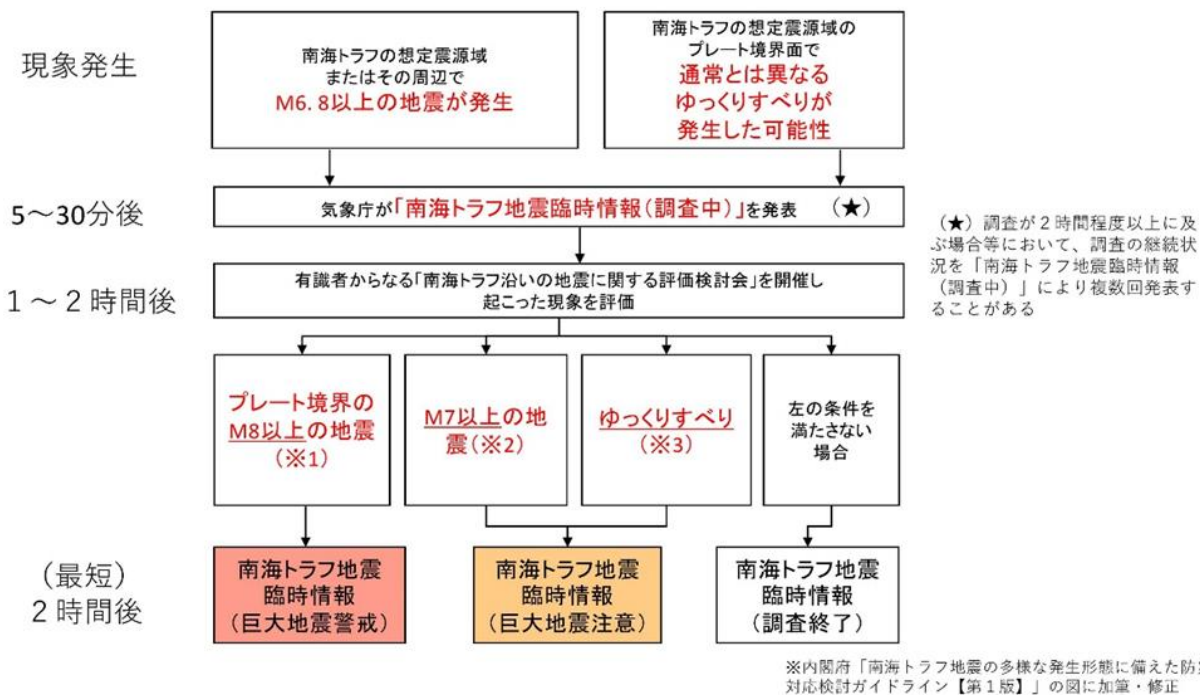 現象発生
南海トラフの想定震源域
またはその周辺で
M6.8以上の地震が発生
南海トラフの想定震源域の
プレート境界面で
通常とは異なる
ゆっくりすべりが
発生した可能性
5～30分後
気象庁が「南海トラフ地震臨時情報(調査中)」を発表 (★)
(★)調査が2時間程度以上に及
ぶ場合等において、調査の継続状
況を「南海トラフ地震臨時情報
(調査中)」により複数回発表す
ることがある
1～2時間後
有識者からなる「南海トラフ沿いの地震に関する評価検討会」を開催し
起こった現象を評価
プレート境界の
M8以上の地震
(※1)
M7以上の地
震(※2)
ゆっくりすべり
(※3)
左の条件を
満たさない
場合
(最短)
2時間後
南海トラフ地震
臨時情報
(巨大地震警戒)
南海トラフ地震
臨時情報
(巨大地震注意)
南海トラフ地震
臨時情報
(調査終了)
※内閣府「南海トラフ地震の多様な発生形態に備えた防
対応検討ガイドライン【第1版】」の図に加筆・修正